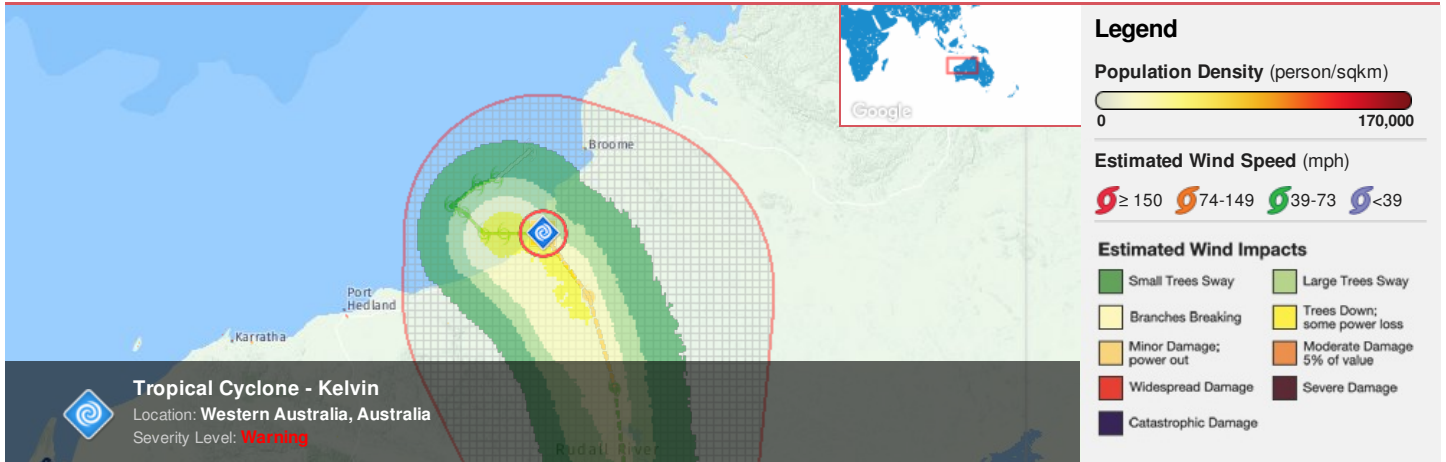 Google
Broome
Port
Hedland
Karratha
Rudall River
Tropical Cyclone - Kelvin
Location: Western Australia, Australia
Severity Level: Warning
Legend
Population Density (person/sqkm)
0 170,000
Estimated Wind Speed (mph)
≥ 150 74-149 39-73 <39
Estimated Wind Impacts
Small Trees Sway Large Trees Sway
Branches Breaking Trees Down;
some power loss
Minor Damage;
power out
Moderate Damage
5% of value
Widespread Damage Severe Damage
Catastrophic Damage